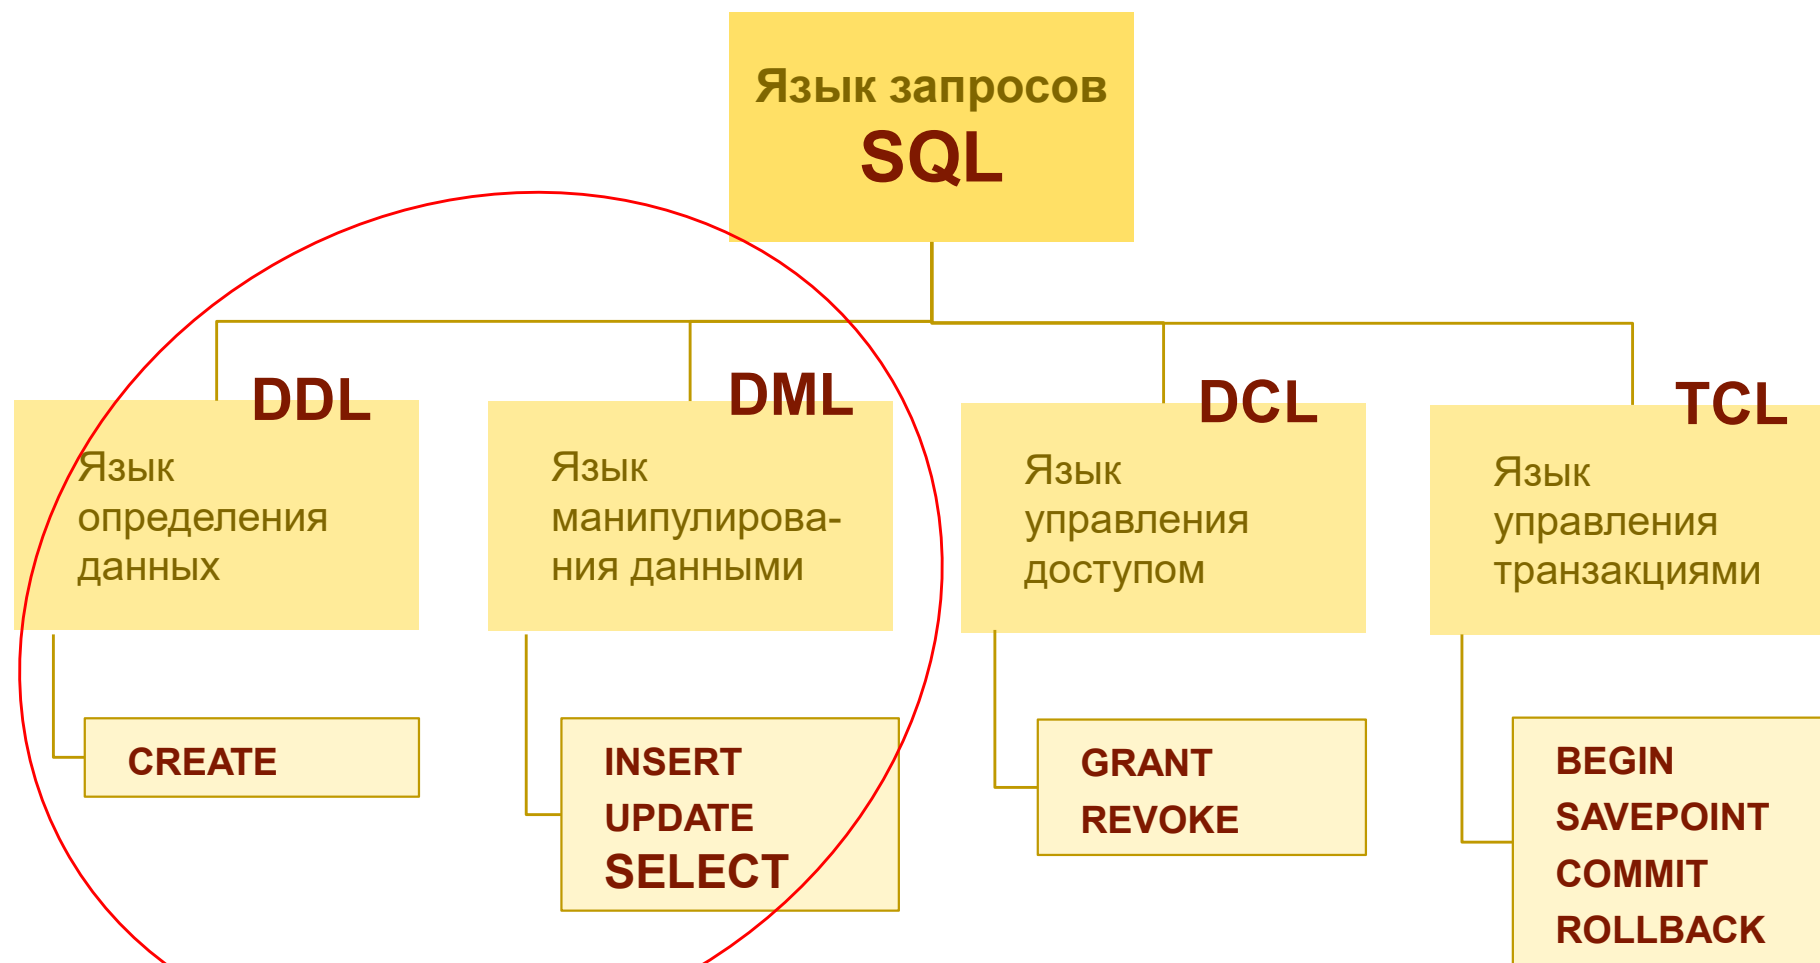 Язык запросов
SQL
DDL
Язык
определения
данных
CREATE
DML
Язык
манипулирова-
ния данными
INSERT
UPDATE
SELECT
DCL
Язык
управления
доступом
GRANT
REVOKE
TCL
Язык
управления
транзакциями
BEGIN
SAVEPOINT
COMMIT
ROLLBACK